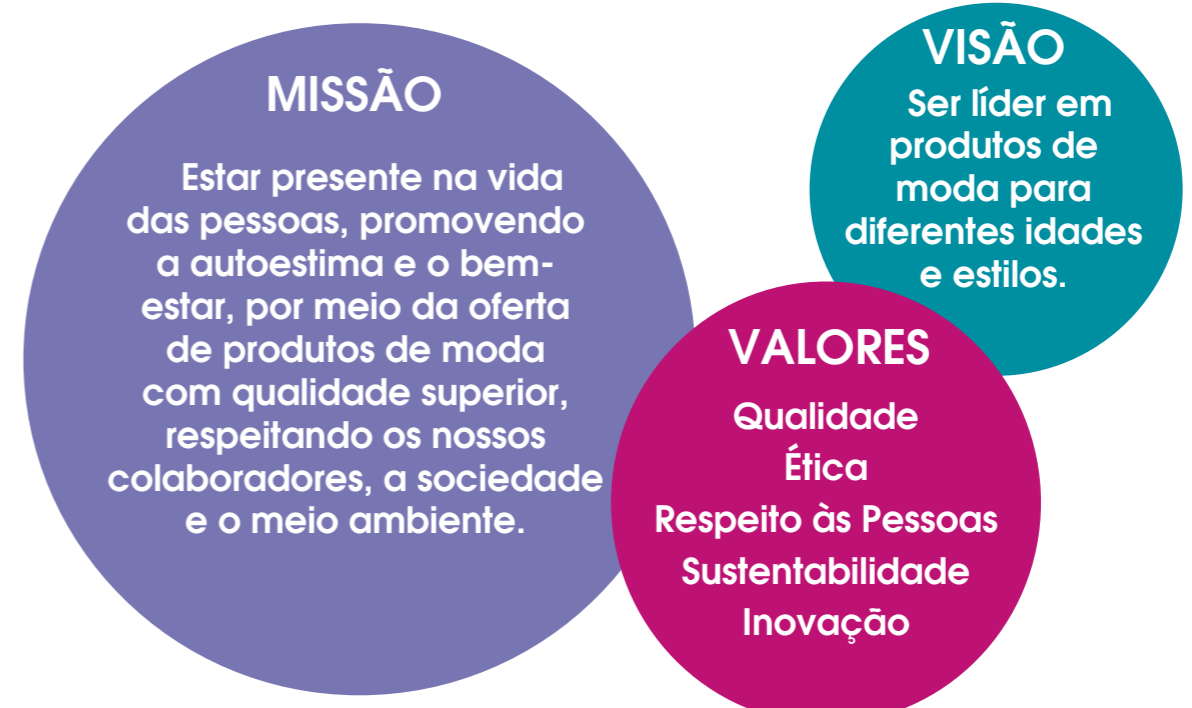 MISSÃO
Estar presente na vida
das pessoas, promovendo
a autoestima e o bem-
estar, por meio da oferta
de produtos de moda
com qualidade superior,
respeitando os nossos
colaboradores, a sociedade
e o meio ambiente.
VISÃO
Ser líder em
produtos de
moda para
diferentes idades
e estilos.
VALORES
Qualidade
Ética
Respeito às Pessoas
Sustentabilidade
Inovação